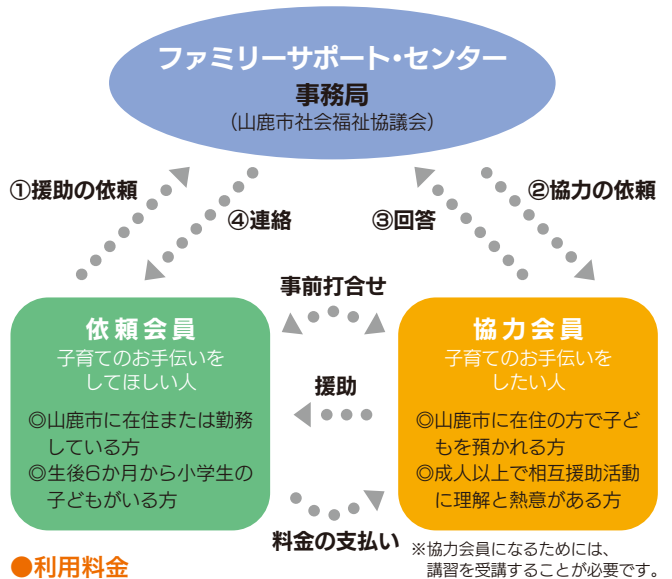 ファミリーサポート・センター
事務局
（山鹿市社会福祉協議会）
①援助の依頼
④連絡
③回答
②協力の依頼
事前打合せ
依頼会員
子育てのお手伝いを
してほしい人
◎山鹿市に在住または勤務
している方
◎生後6か月から小学生の
子どもがいる方
援助
協力会員
子育てのお手伝いを
したい人
◎山鹿市に在住の方で子ど
もを預かれる方
◎成人以上で相互援助活動
に理解と熱意がある方
料金の支払い
※協力会員になるためには、
講習を受講することが必要です。
●利用料金